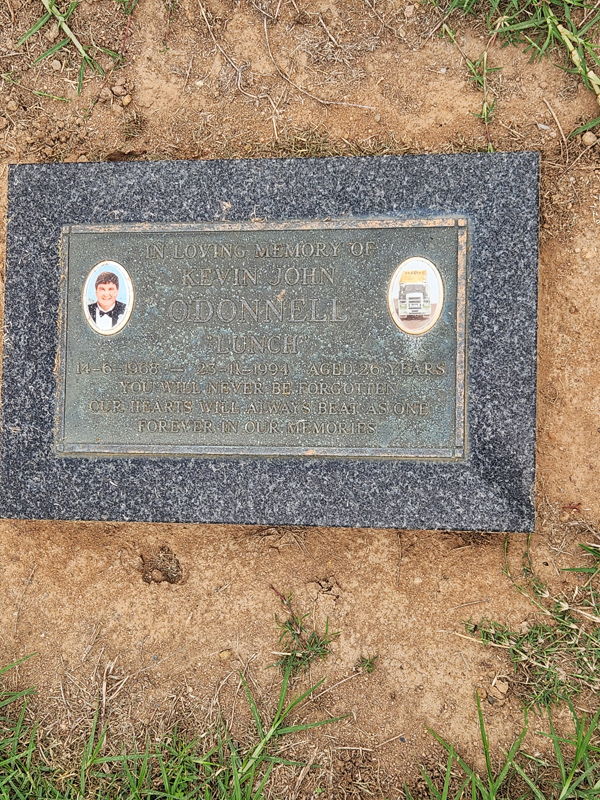 IN LOVING MEMORY OF
KEVIN JOHN
O'DONNELL
"LUNCH"
14-6-1968 — 25-11-1994 AGED 26 YEARS
YOU WILL NEVER BE FORGOTTEN
OUR HEARTS WILL ALWAYS BEAT AS ONE
FOREVER IN OUR MEMORIES